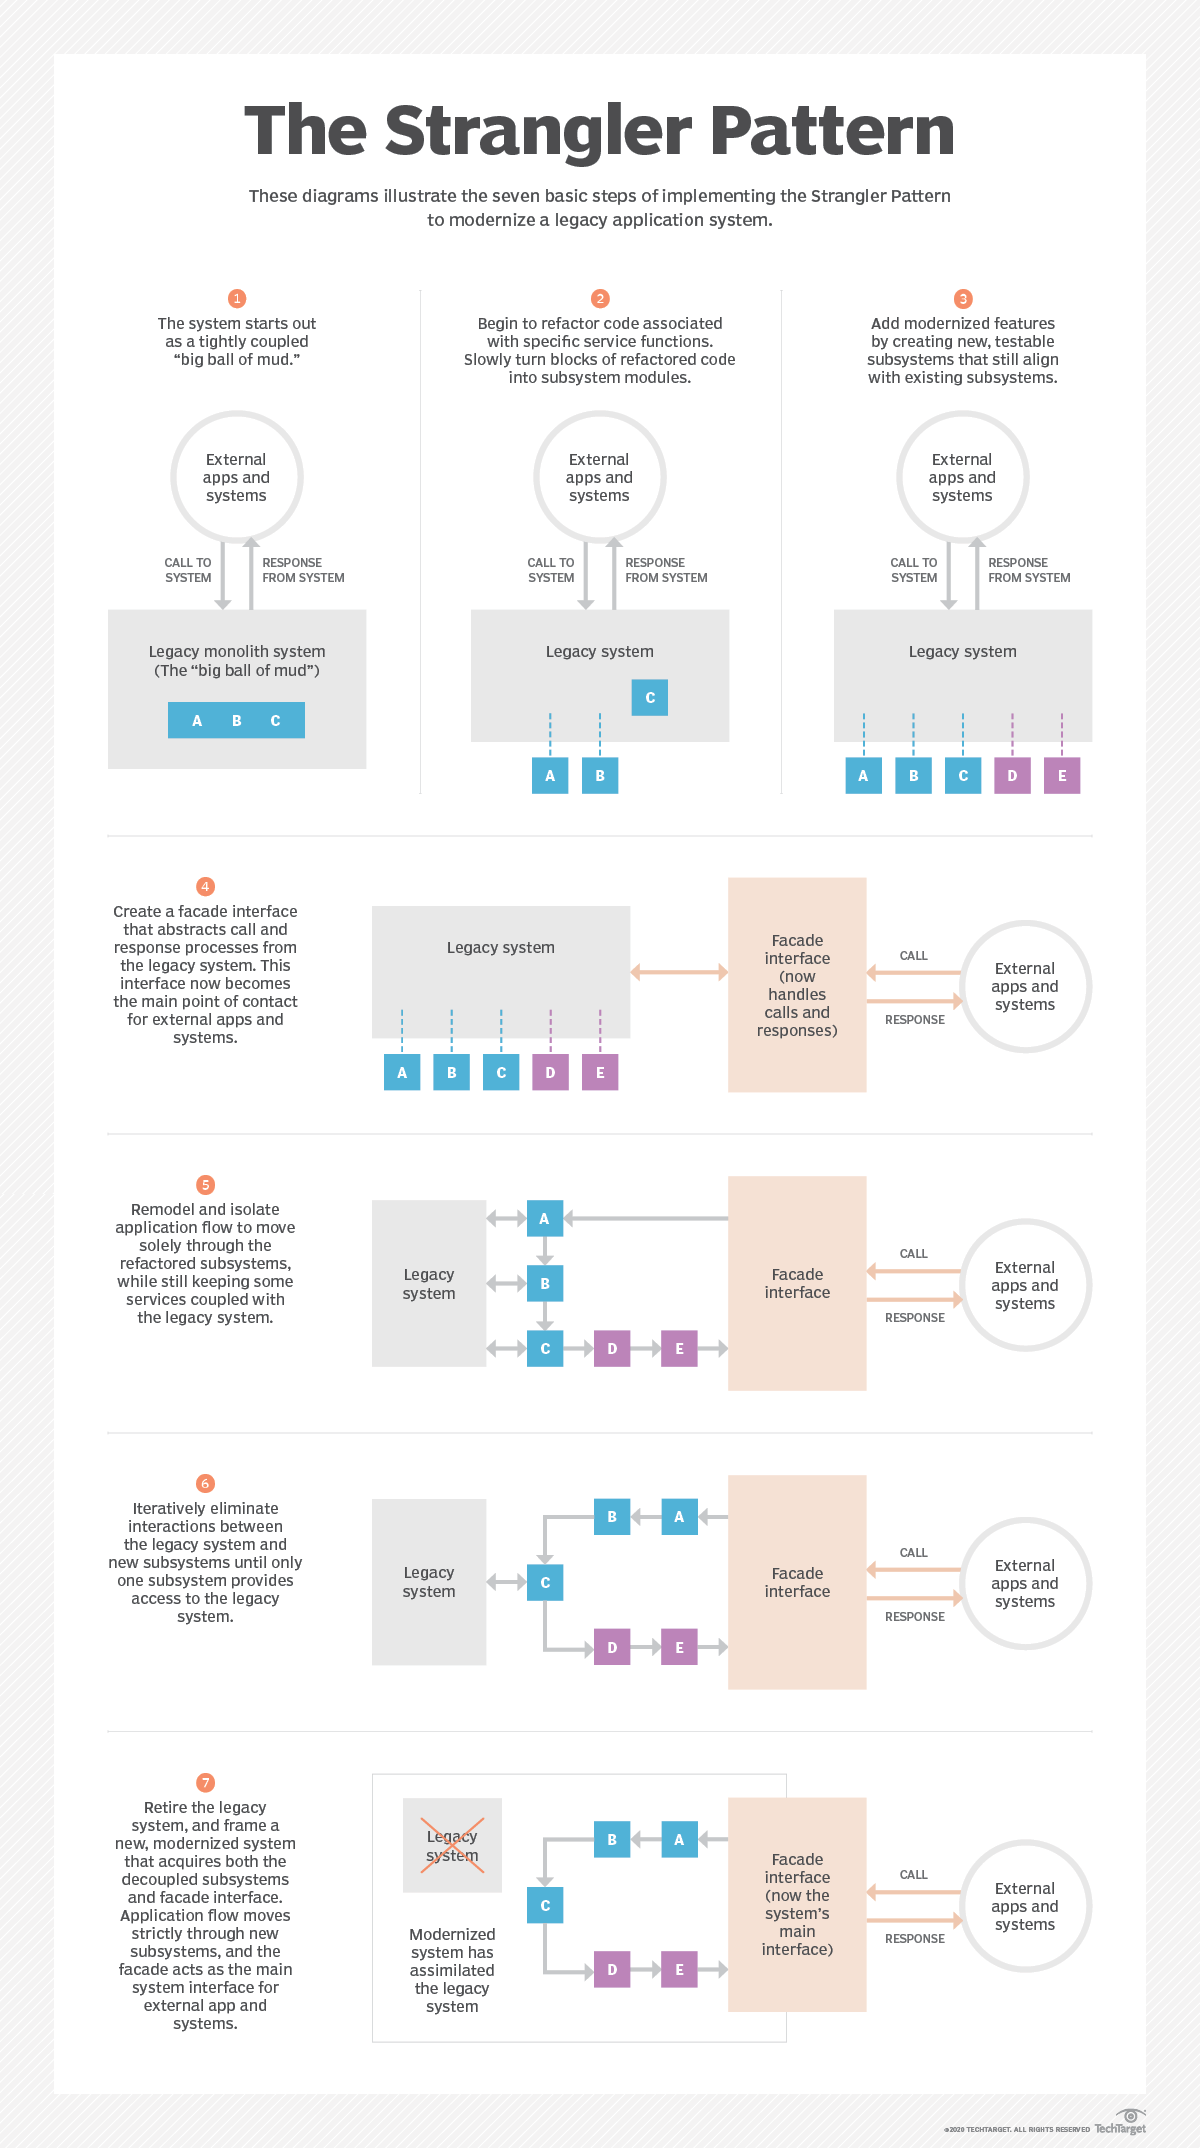 The Strangler Pattern
These diagrams illustrate the seven basic steps of implementing the Strangler Pattern
to modernize a legacy application system.
1
The system starts out
as a tightly coupled
“big ball of mud.”
External
apps and
systems
CALL TO
SYSTEM
RESPONSE
FROM SYSTEM
Legacy monolith system
(The “big ball of mud”)
A B C
2
Begin to refactor code associated
with specific service functions.
Slowly turn blocks of refactored code
into subsystem modules.
External
apps and
systems
CALL TO
SYSTEM
RESPONSE
FROM SYSTEM
Legacy system
C
A B
3
Add modernized features
by creating new, testable
subsystems that still align
with existing subsystems.
External
apps and
systems
CALL TO
SYSTEM
RESPONSE
FROM SYSTEM
Legacy system
A B C D E
4
Create a facade interface
that abstracts call and
response processes from
the legacy system. This
interface now becomes
the main point of contact
for external apps and
systems.
Legacy system
A B C D E
Facade
interface
(now
handles
calls and
responses)
CALL
RESPONSE
External
apps and
systems
5
Remodel and isolate
application flow to move
solely through the
refactored subsystems,
while still keeping some
services coupled with
the legacy system.
Legacy
system
A
B
C D E
Facade
interface
CALL
RESPONSE
External
apps and
systems
6
Iteratively eliminate
interactions between
the legacy system and
new subsystems until only
one subsystem provides
access to the legacy
system.
Legacy
system
B A
C
D E
Facade
interface
CALL
RESPONSE
External
apps and
systems
7
Retire the legacy
system, and frame a
new, modernized system
that acquires both the
decoupled subsystems
and facade interface.
Application flow moves
strictly through new
subsystems, and the
facade acts as the main
system interface for
external app and
systems.
Legacy
system
Modernized
system has
assimilated
the legacy
system
B A
C
D E
Facade
interface
(now the
system’s
main
interface)
CALL
RESPONSE
External
apps and
systems
©2020 TECHTARGET. ALL RIGHTS RESERVED TechTarget